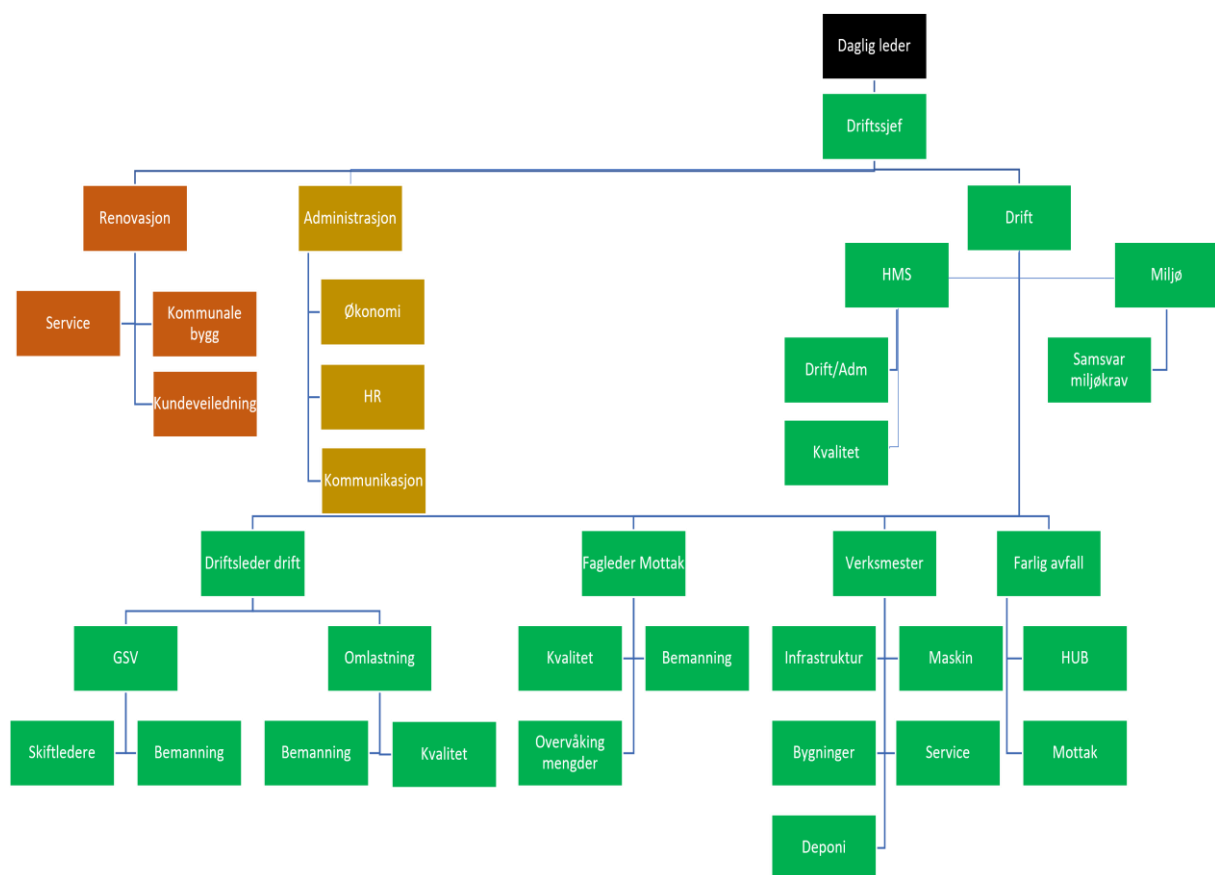 Daglig leder
Driftssjef
Renovasjon
Administrasjon
Drift
HMS
Miljø
Service
Kommunale
bygg
Økonomi
Drift/Adm
Samsvar
miljøkrav
Kundeveiledning
HR
Kvalitet
Kommunikasjon
Driftsleder drift
Fagleder Mottak
Verksmester
Farlig avfall
GSV
Omlastning
Kvalitet
Bemanning
Infrastruktur
Maskin
HUB
Skiftledere
Bemanning
Bemanning
Kvalitet
Overvåking
mengder
Bygninger
Service
Mottak
Deponi